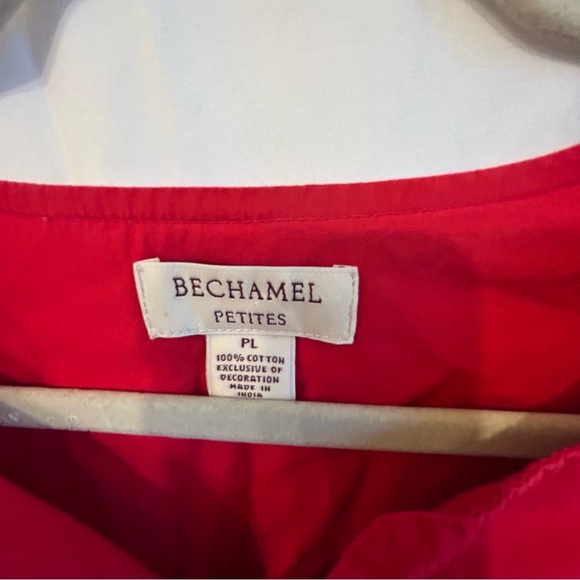 BECHAMEL
PETITES
PL
100% COTTON
EXCLUSIVE OF
DECORATION
MADE IN
INDIA